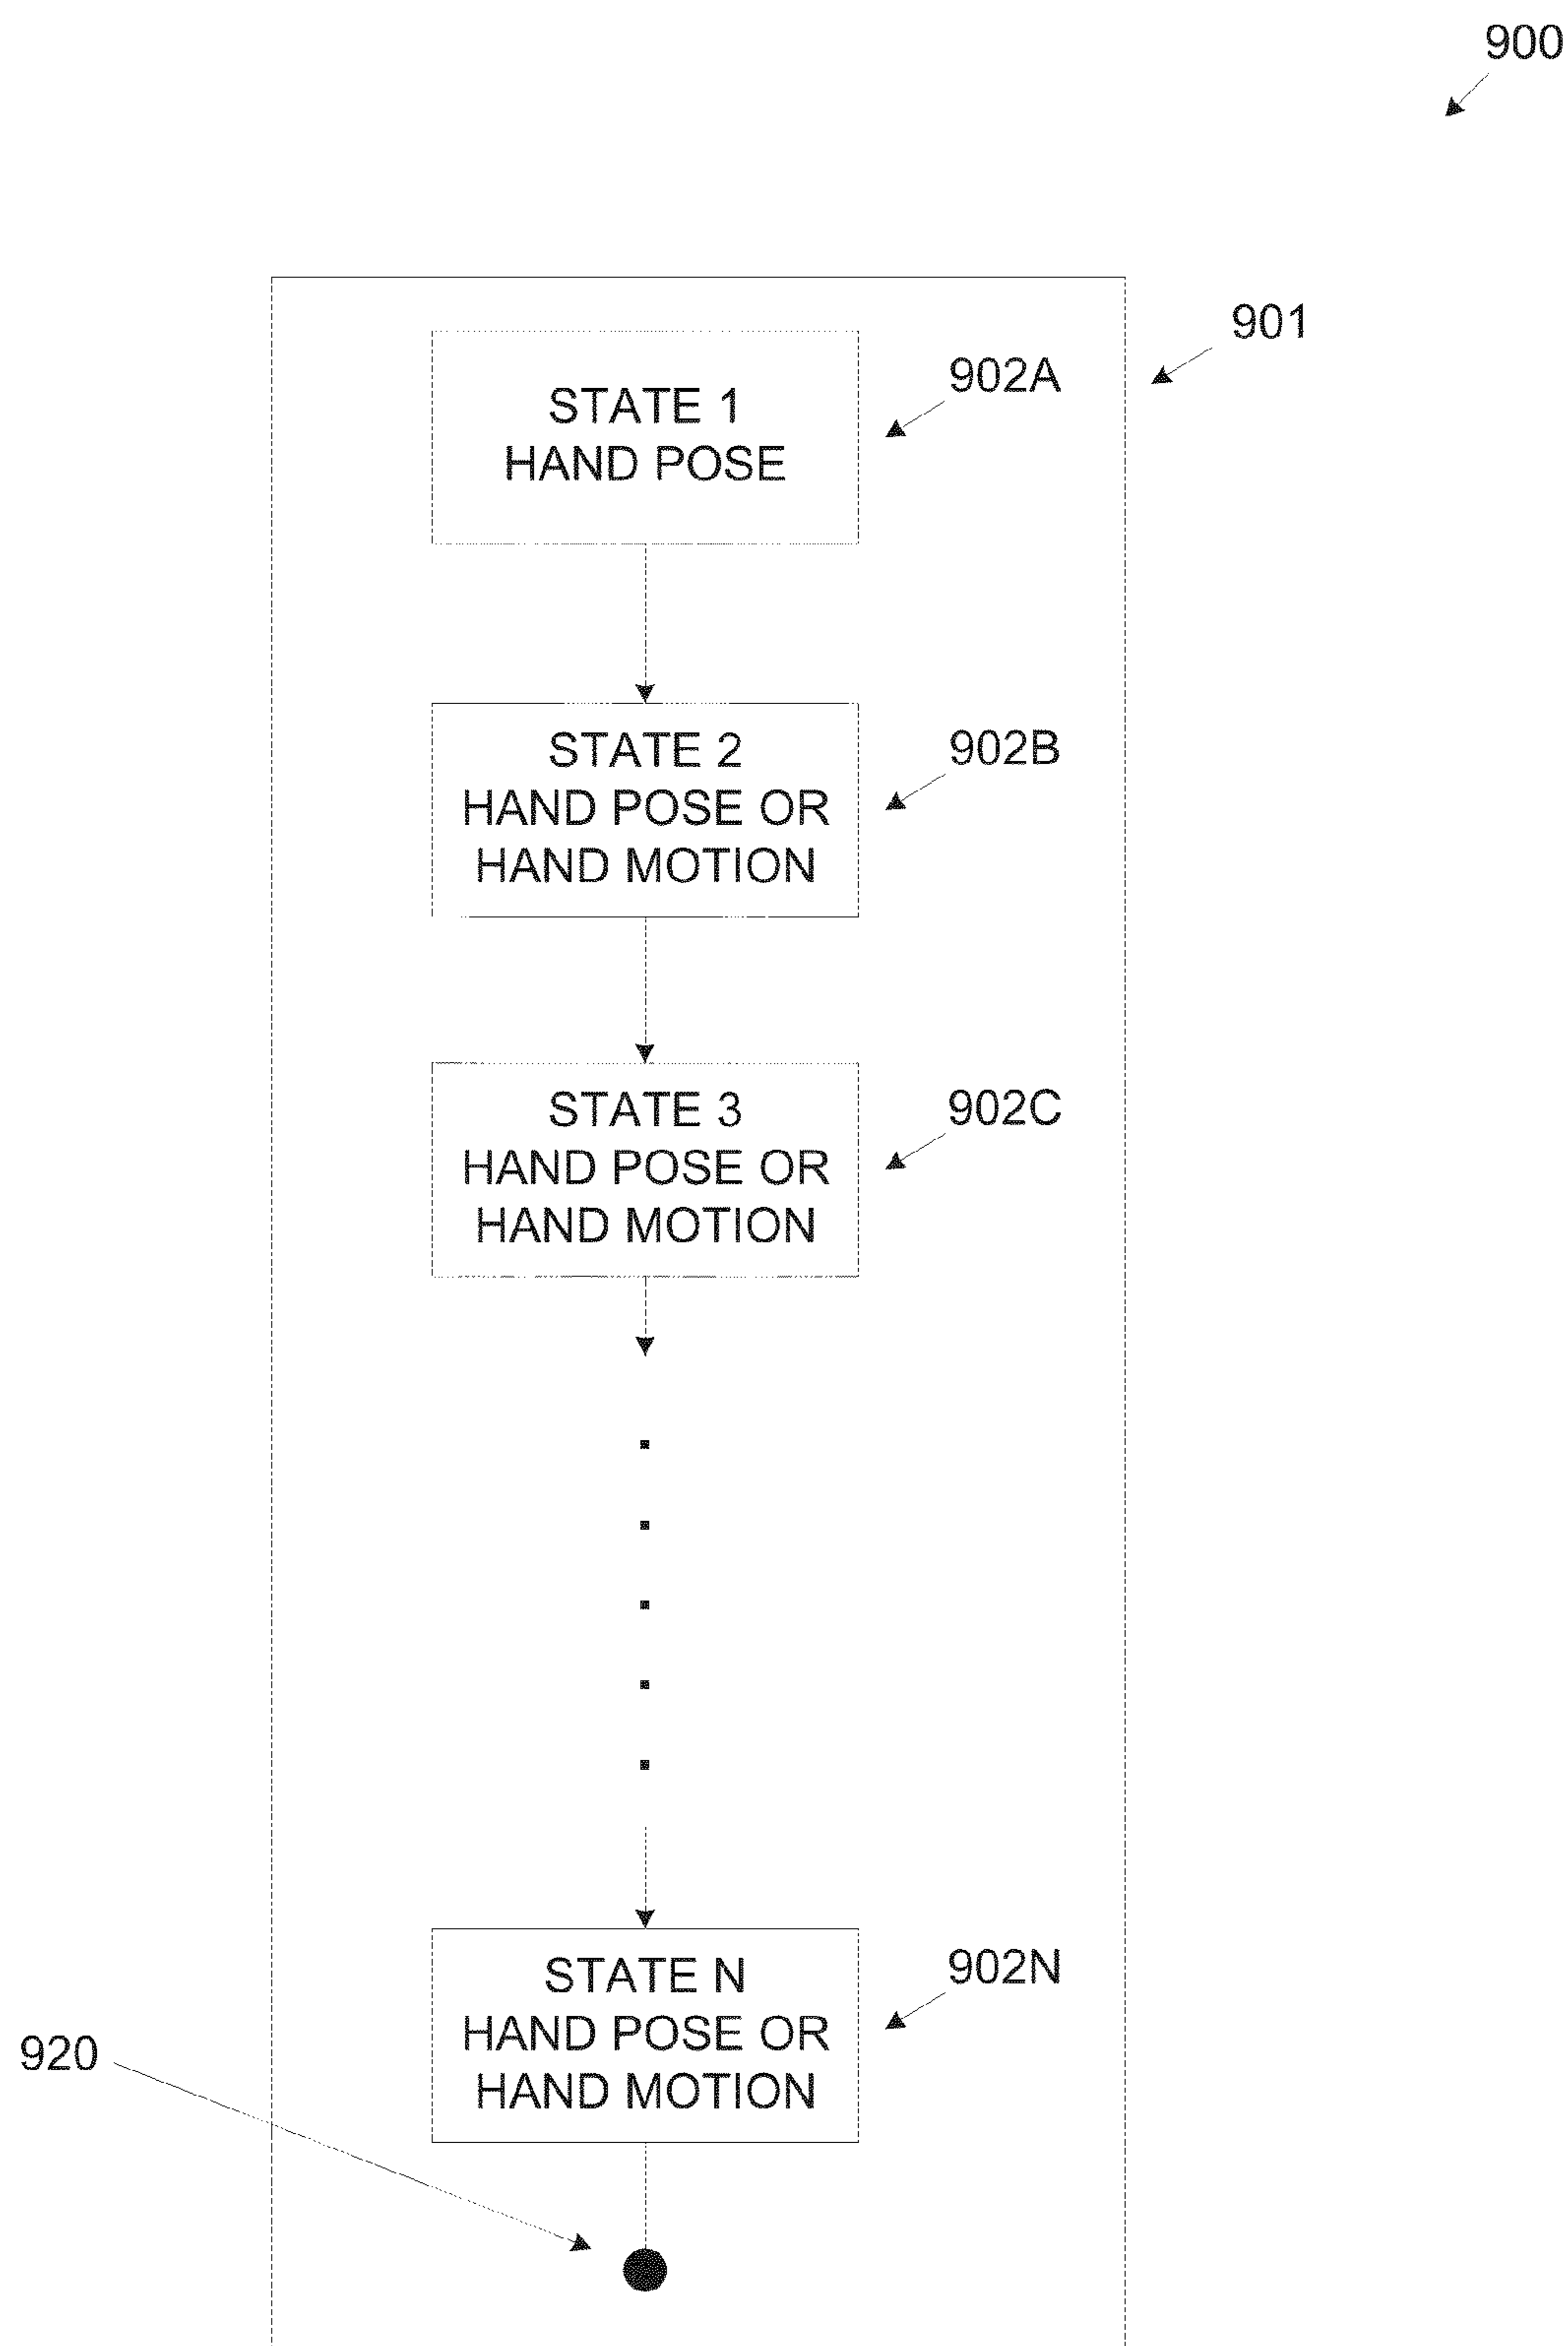 900
901
902A
STATE 1
HAND POSE
902B
STATE 2
HAND POSE OR
HAND MOTION
902C
STATE 3
HAND POSE OR
HAND MOTION
902N
STATE N
HAND POSE OR
HAND MOTION
920